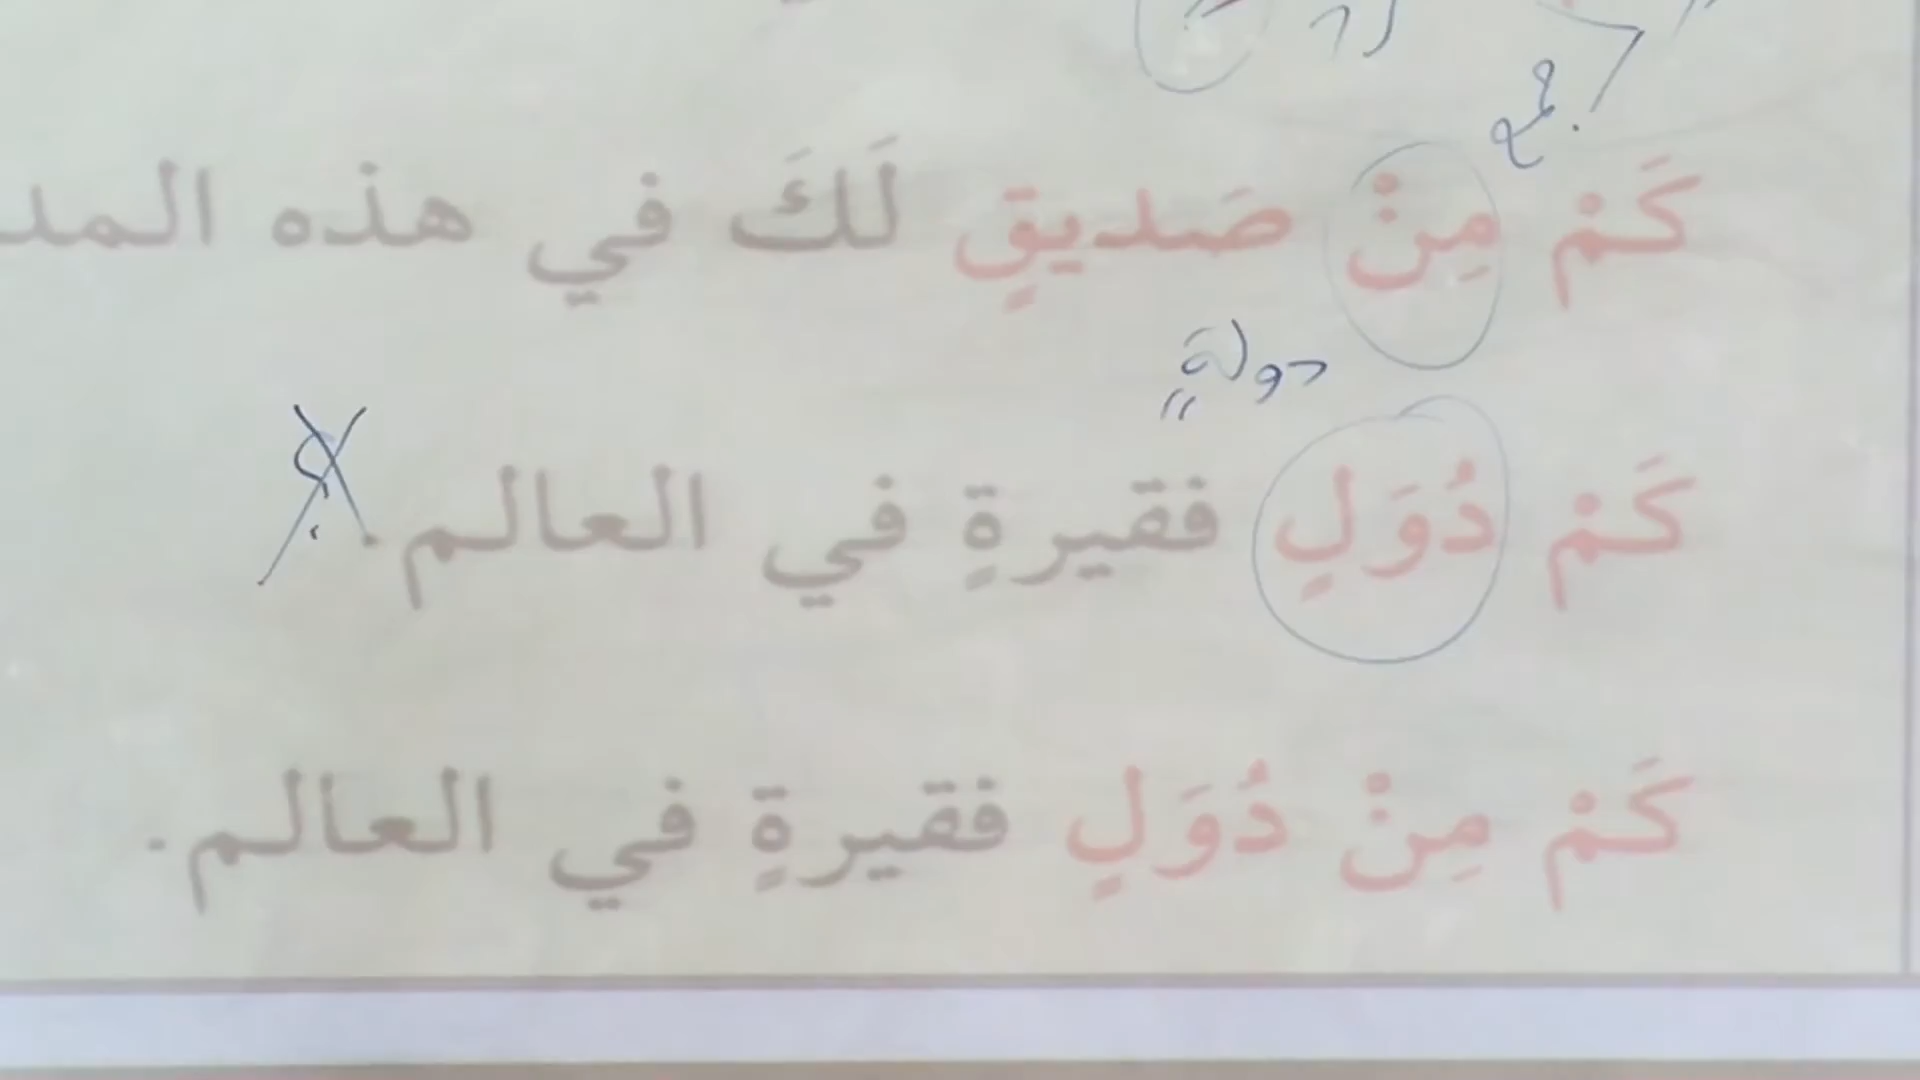 كَمْ مِنْ صَديقٍ لَكَ في هذه المد
دولةٍ
كَمْ دُوَلٍ فقيرةٍ في العالم.
كَمْ مِنْ دُوَلٍ فقيرةٍ في العالم.